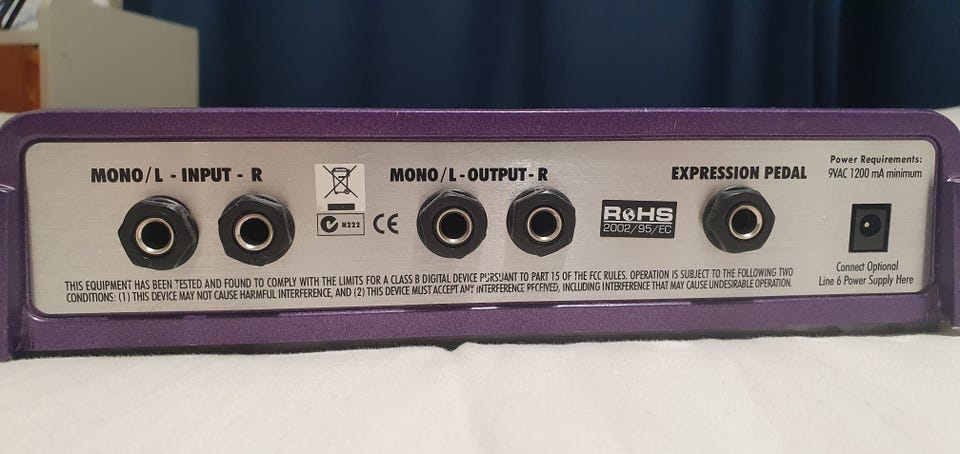 MONO/L - INPUT - R
MONO/L-OUTPUT-R
EXPRESSION PEDAL
Power Requirements:
9VAC 1200 mA minimum
N222
CE
RoHS
2002/95/EC
Connect Optional
Line 6 Power Supply Here
THIS EQUIPMENT HAS BEEN TESTED AND FOUND TO COMPLY WITH THE LIMITS FOR A CLASS B DIGITAL DEVICE PURSUANT TO PART 15 OF THE FCC RULES. OPERATION IS SUBJECT TO THE FOLLOWING TWO
CONDITIONS: (1) THIS DEVICE MAY NOT CAUSE HARMFUL INTERFERENCE, AND (2) THIS DEVICE MUST ACCEPT ANY INTERFERENCE RECEIVED, INCLUDING INTERFERENCE THAT MAY CAUSE UNDESIRABLE OPERATION.